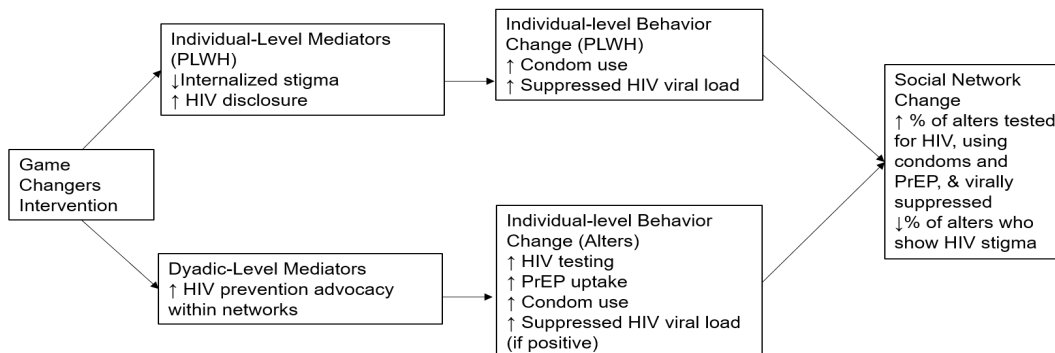 Game
Changers
Intervention
Individual-Level Mediators
(PLWH)
↓Internalized stigma
↑ HIV disclosure
Individual-level Behavior
Change (PLWH)
↑ Condom use
↑ Suppressed HIV viral load
Dyadic-Level Mediators
↑ HIV prevention advocacy
within networks
Individual-level Behavior
Change (Alters)
↑ HIV testing
↑ PrEP uptake
↑ Condom use
↑ Suppressed HIV viral load
(if positive)
Social Network
Change
↑ % of alters tested
for HIV, using
condoms and
PrEP, & virally
suppressed
↓% of alters who
show HIV stigma